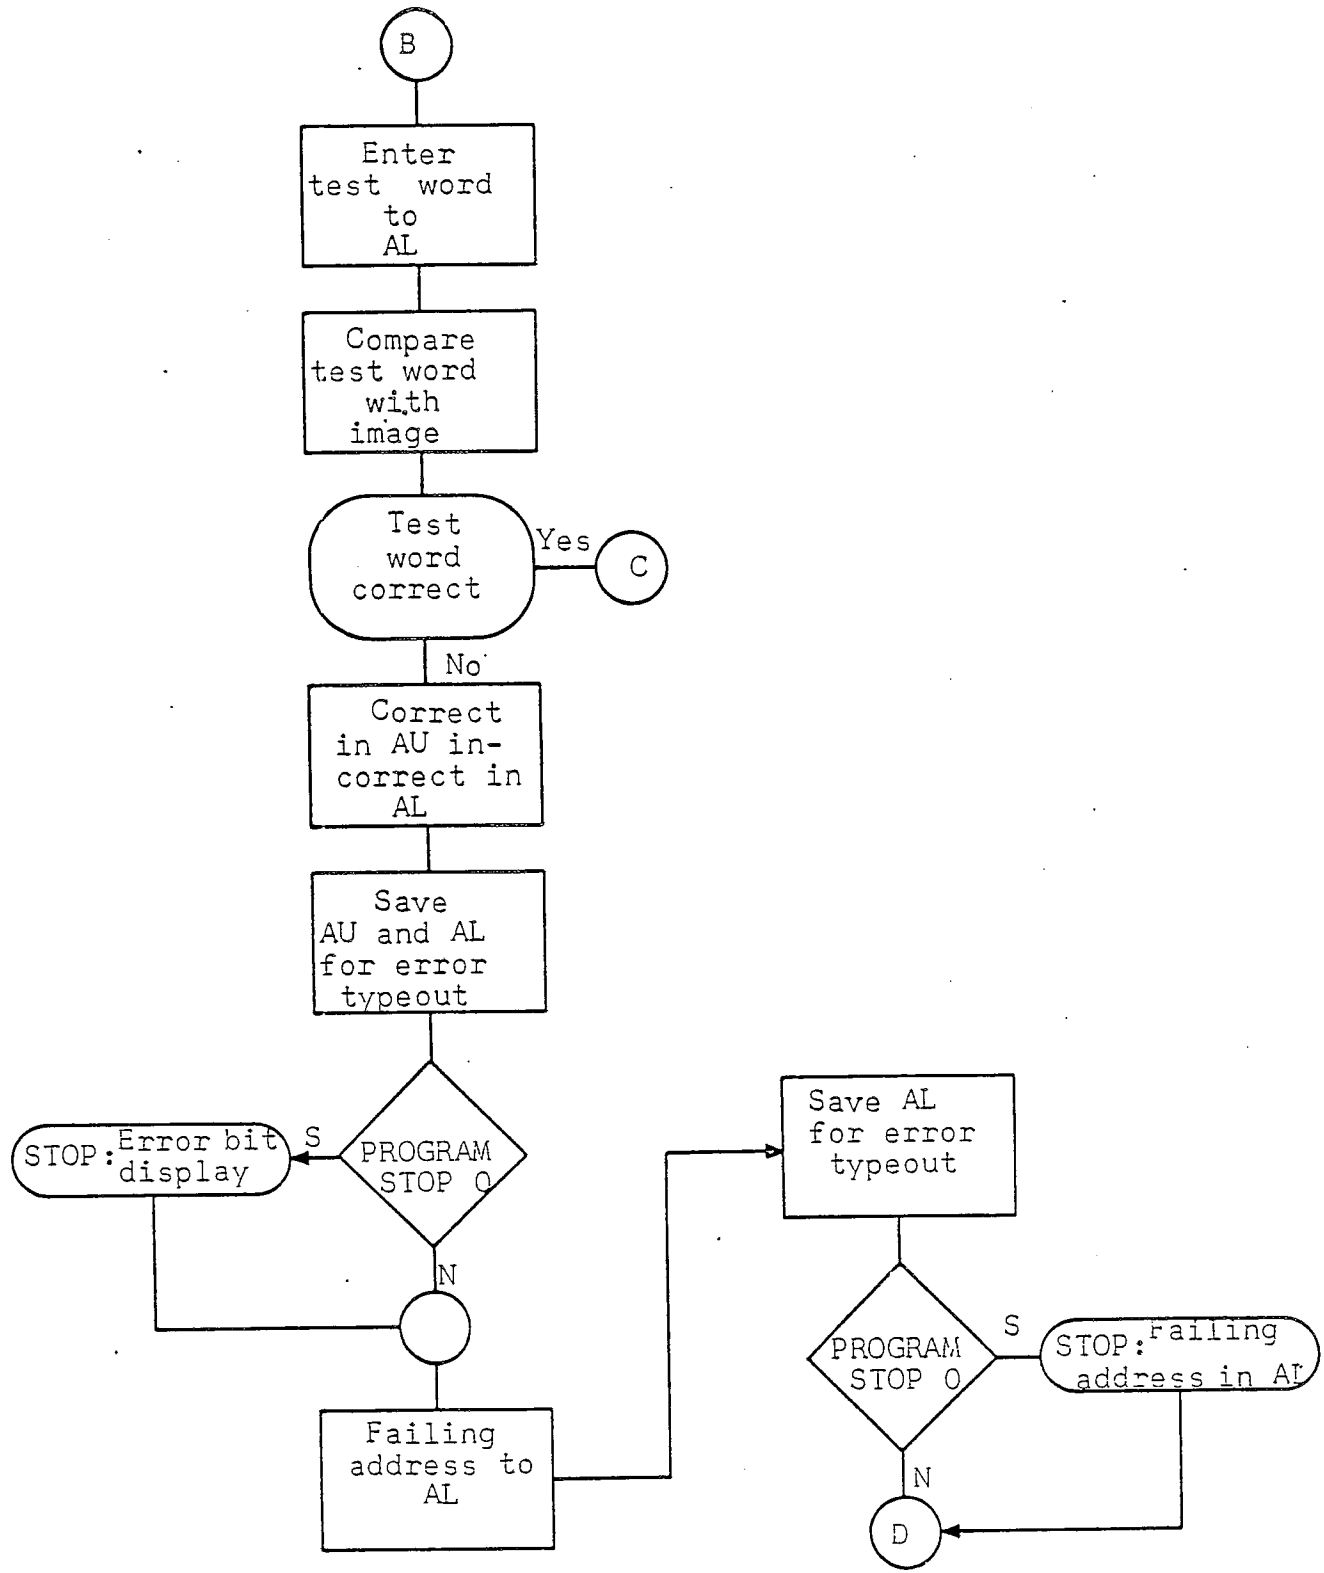 B
Enter
test word
to
AL
Compare
test word
with
image
Test
word
correct
Yes
C
No
Correct
in AU in-
correct in
AL
Save
AU and AL
for error
typeout
PROGRAM
STOP 0
S
STOP: Error bit
display
N
Failing
address to
AL
Save AL
for error
typeout
PROGRAM
STOP 0
S
STOP: Failing
address in AL
N
D